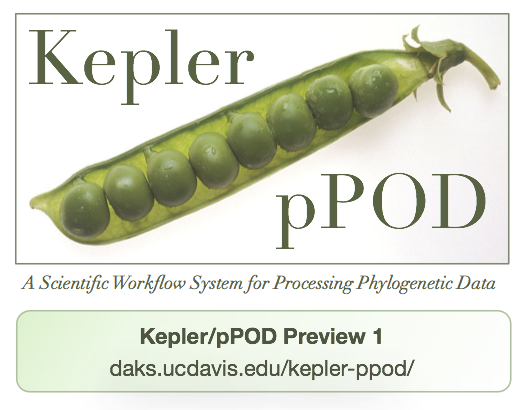 Kepler
pPOD
A Scientific Workflow System for Processing Phylogenetic Data
Kepler/pPOD Preview 1
daks.ucdavis.edu/kepler-ppod/